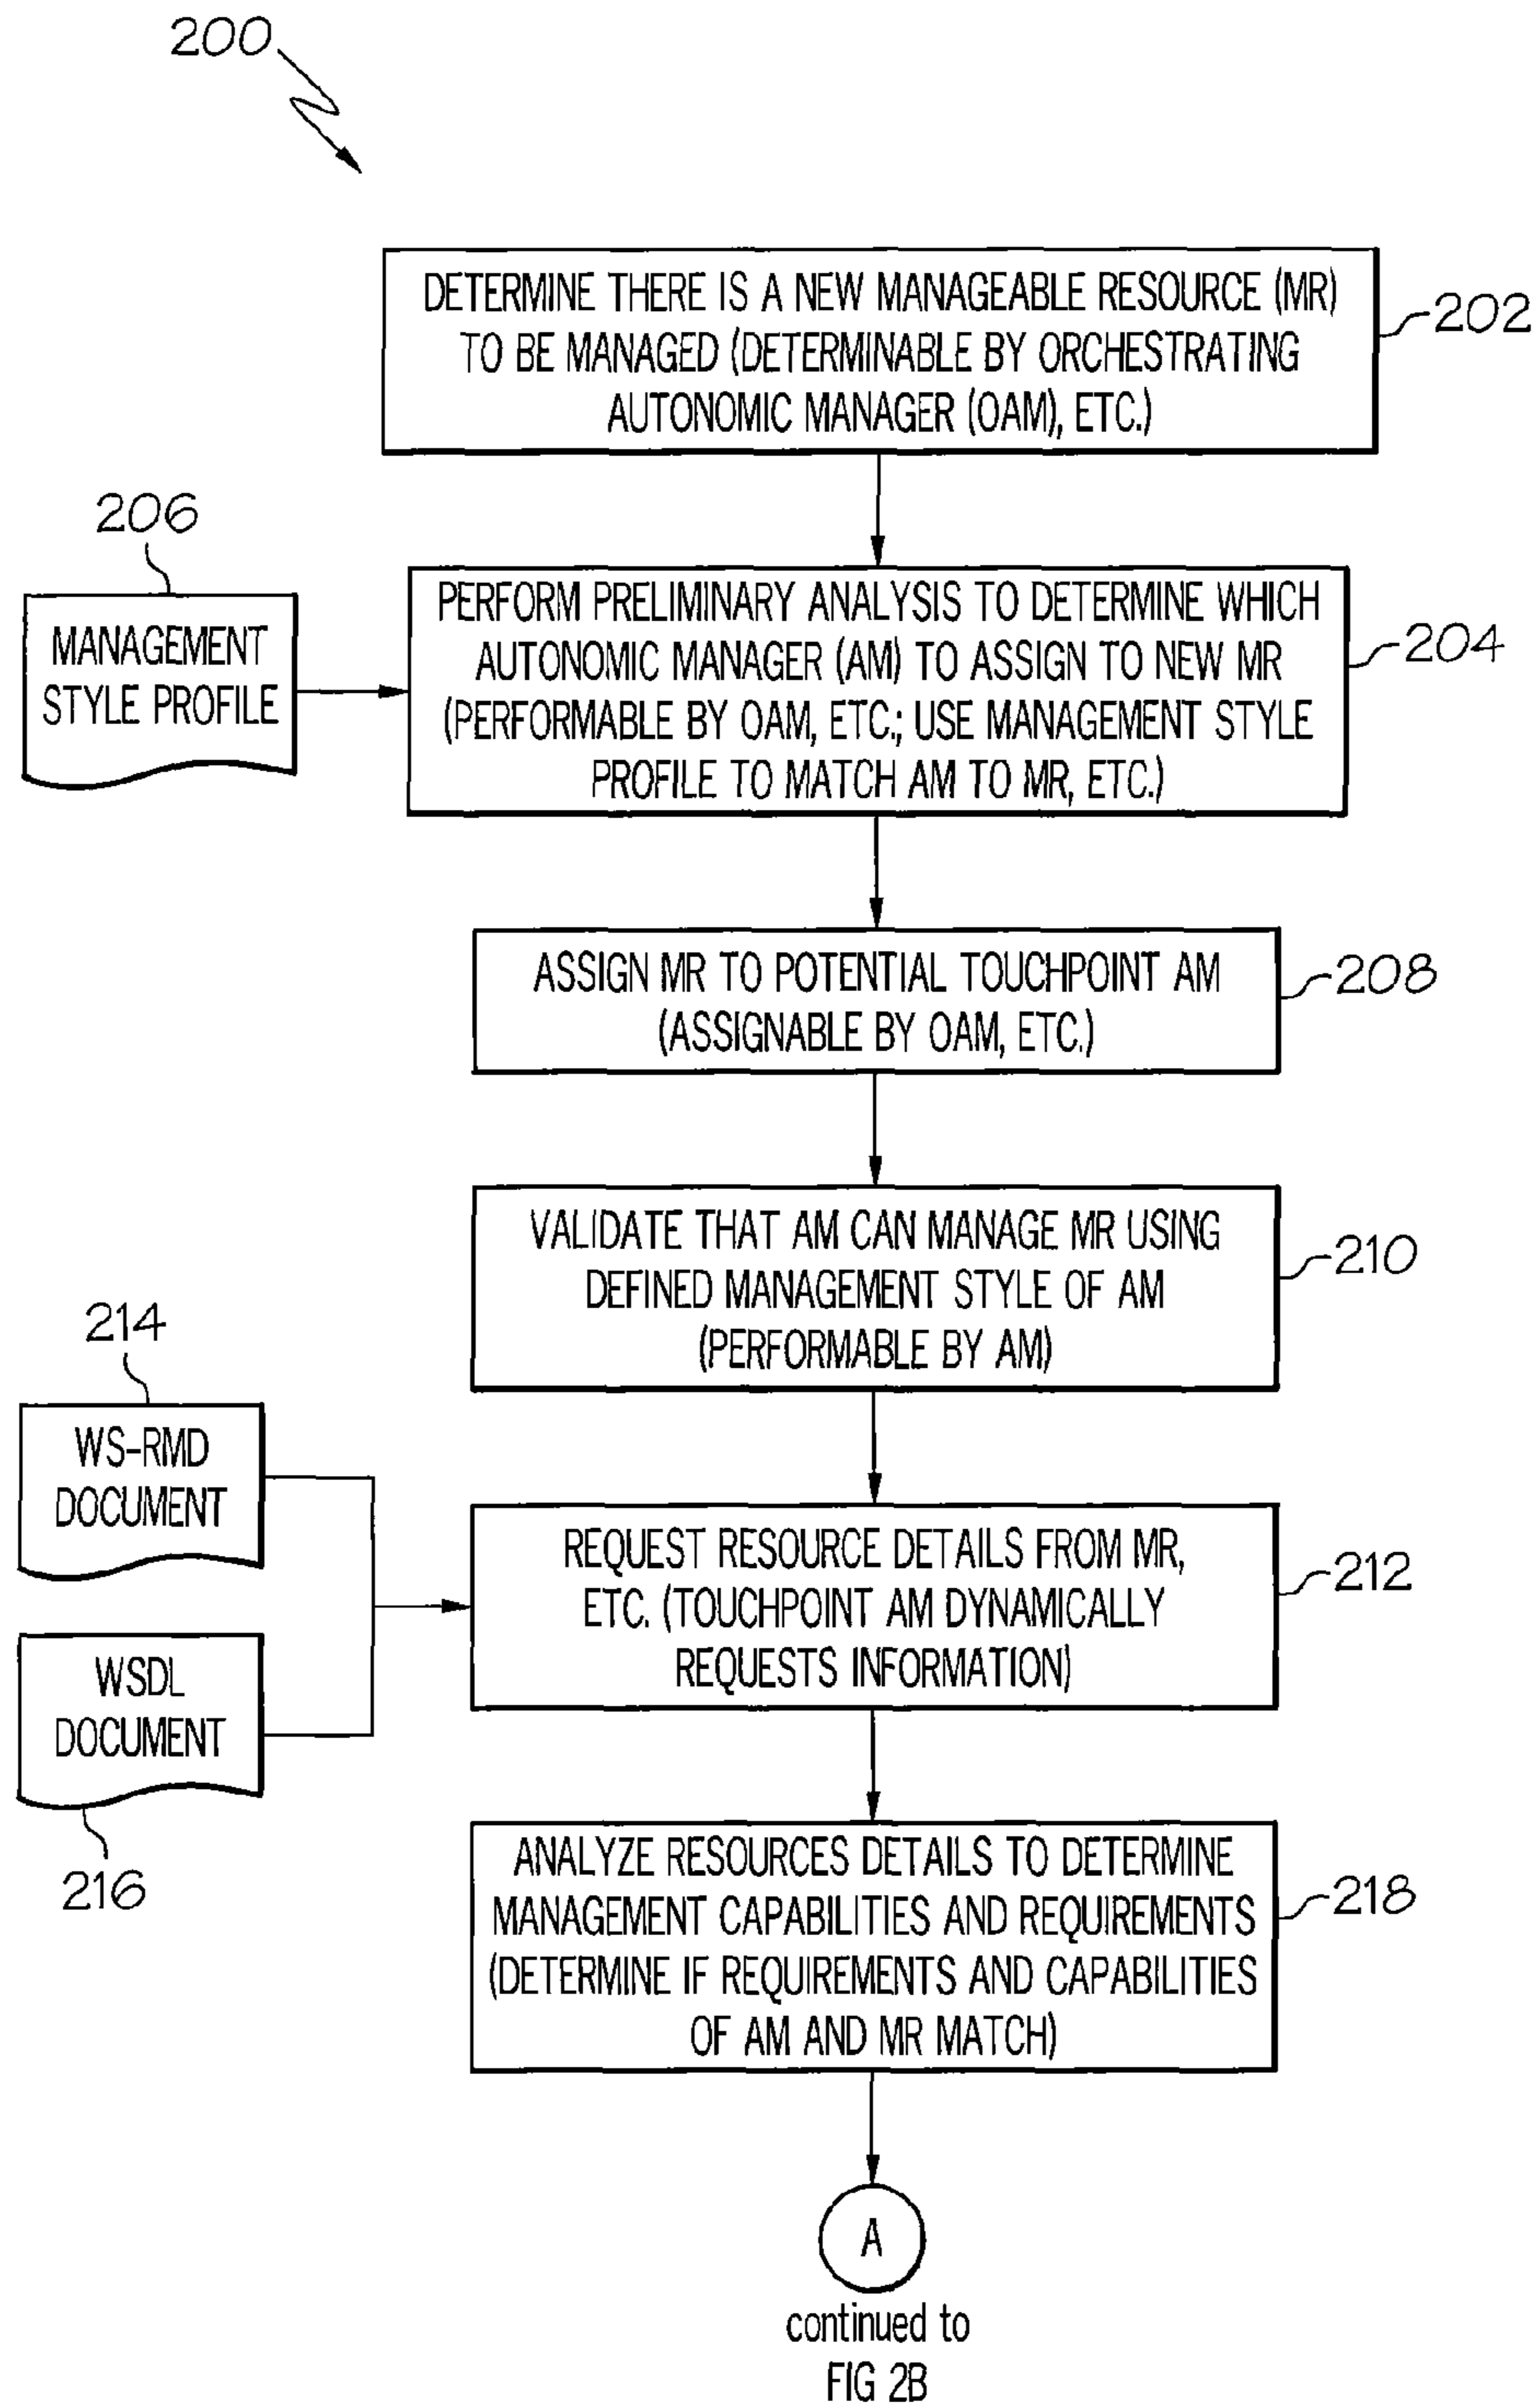 200
DETERMINE THERE IS A NEW MANAGEABLE RESOURCE (MR)
TO BE MANAGED (DETERMINABLE BY ORCHESTRATING
AUTONOMIC MANAGER (OAM), ETC.)
202
206
MANAGEMENT
STYLE PROFILE
PERFORM PRELIMINARY ANALYSIS TO DETERMINE WHICH
AUTONOMIC MANAGER (AM) TO ASSIGN TO NEW MR
(PERFORMABLE BY OAM, ETC.; USE MANAGEMENT STYLE
PROFILE TO MATCH AM TO MR, ETC.)
204
ASSIGN MR TO POTENTIAL TOUCHPOINT AM
(ASSIGNABLE BY OAM, ETC.)
208
VALIDATE THAT AM CAN MANAGE MR USING
DEFINED MANAGEMENT STYLE OF AM
(PERFORMABLE BY AM)
210
214
WS-RMD
DOCUMENT
WSDL
DOCUMENT
216
REQUEST RESOURCE DETAILS FROM MR,
ETC. (TOUCHPOINT AM DYNAMICALLY
REQUESTS INFORMATION)
212
ANALYZE RESOURCES DETAILS TO DETERMINE
MANAGEMENT CAPABILITIES AND REQUIREMENTS
(DETERMINE IF REQUIREMENTS AND CAPABILITIES
OF AM AND MR MATCH)
218
A
continued to
FIG 2B